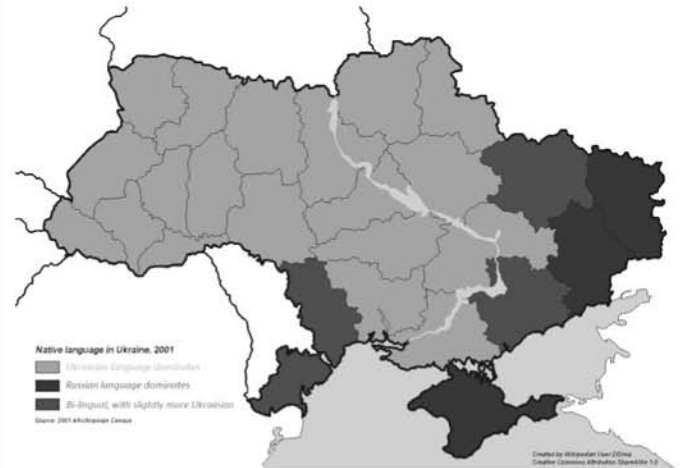 Native language in Ukraine, 2001
Ukrainian language dominates
Russian language dominates
Bi-lingual, with slightly more Ukrainian
Source: 2001 All-Ukrainian Census
Created by Wikipedian User:DDima
Creative Commons Attribution ShareAlike 1.0